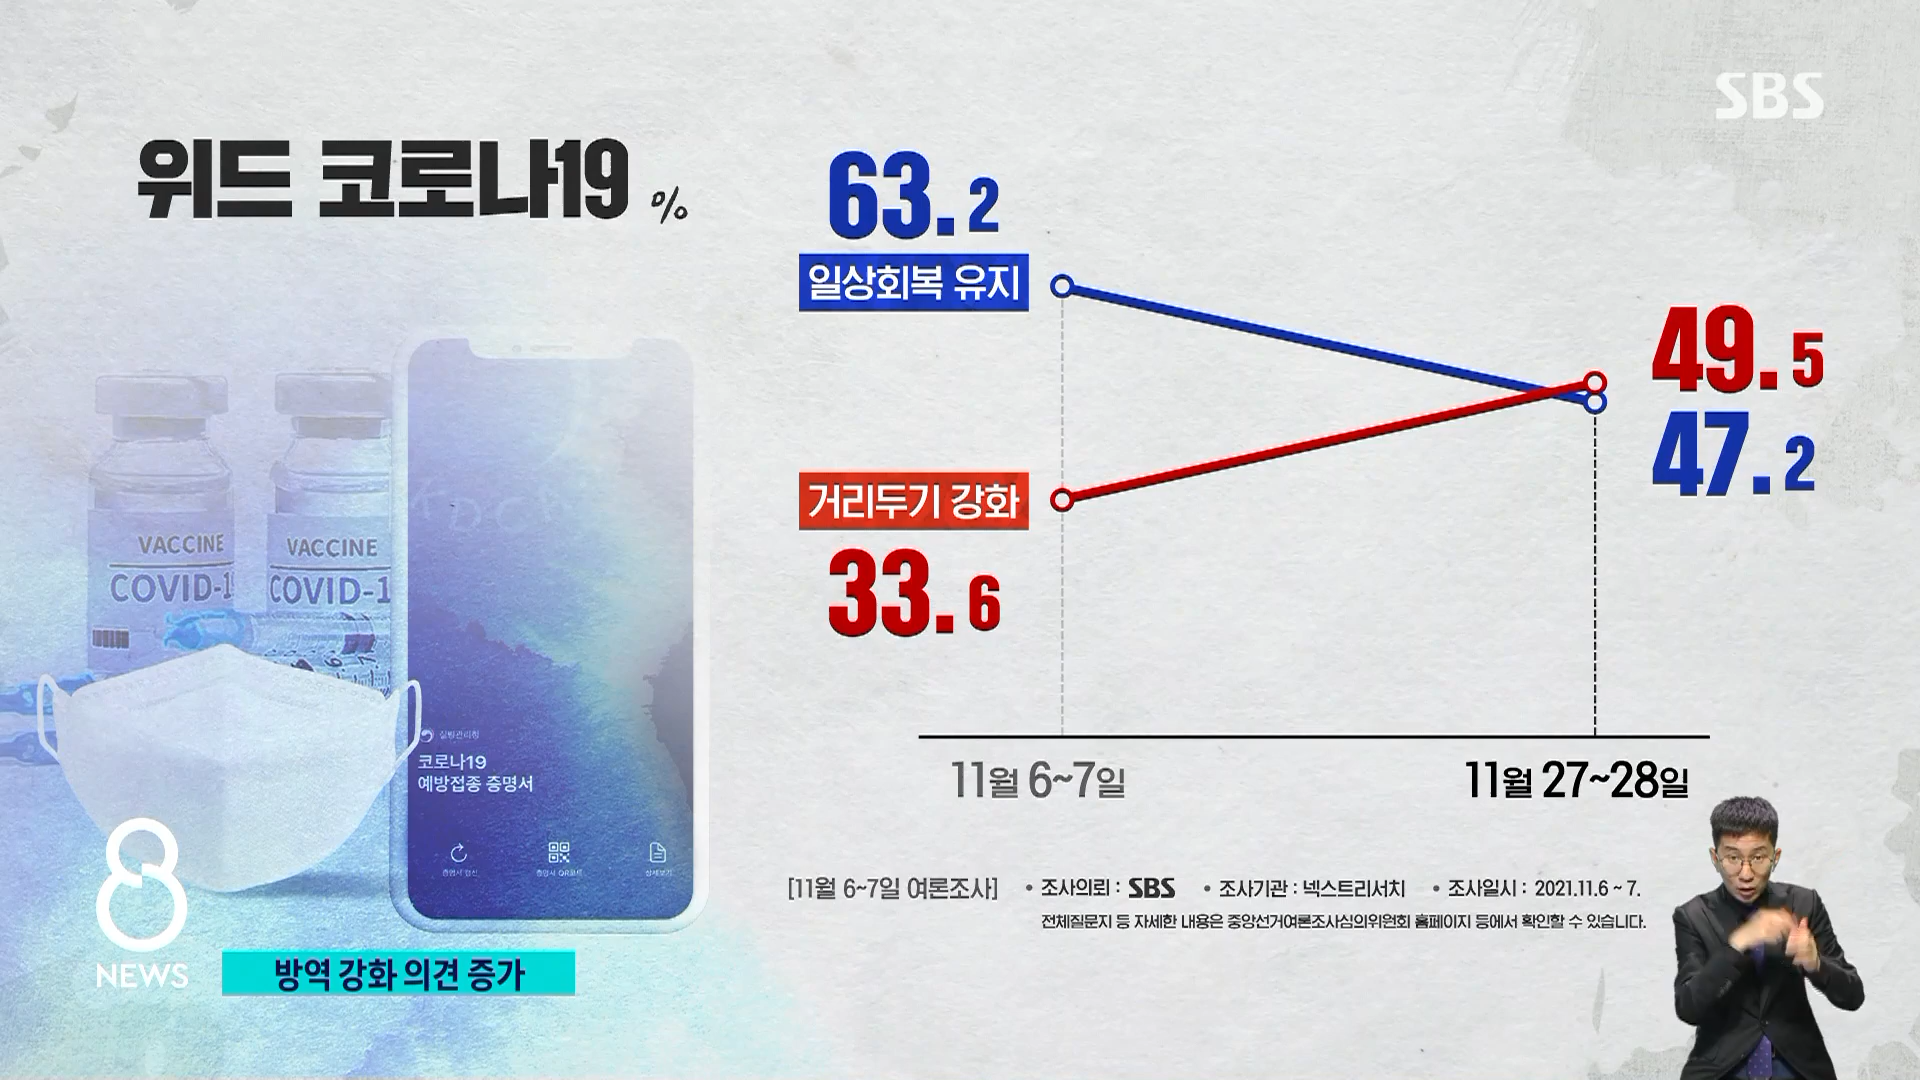 SBS
위드 코로나19 %
63.2
일상회복 유지
49.5
47.2
거리두기 강화
33.6
VACCINE
COVID-1
VACCINE
COVID-1
질병관리청
코로나19
예방접종 증명서
11월 6~7일
11월 27~28일
[11월 6~7일 여론조사] • 조사의뢰 : SBS • 조사기관 : 넥스트리서치 • 조사일시 : 2021.11.6 ~ 7.
전체질문지 등 자세한 내용은 중앙선거여론조사심의위원회 홈페이지 등에서 확인할 수 있습니다.
8
NEWS
방역 강화 의견 증가